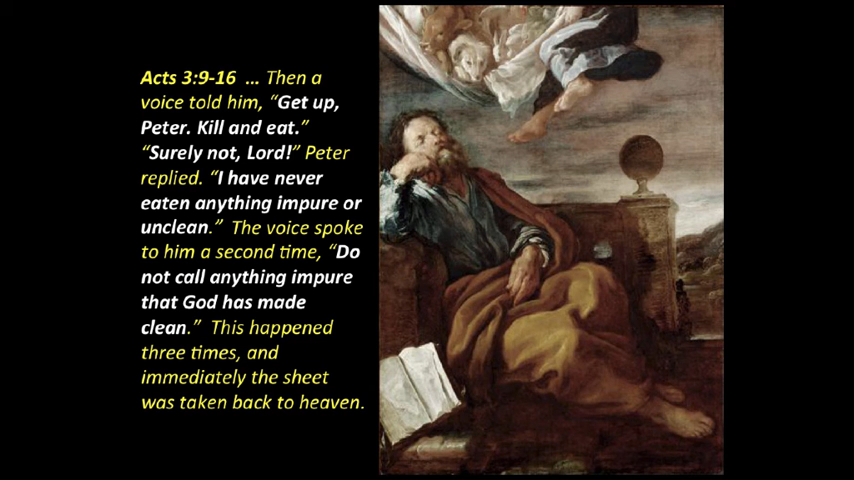 Acts 3:9-16 ... Then a
voice told him, “Get up,
Peter. Kill and eat.”
“Surely not, Lord!” Peter
replied. “I have never
eaten anything impure or
unclean.” The voice spoke
to him a second time, “Do
not call anything impure
that God has made
clean.” This happened
three times, and
immediately the sheet
was taken back to heaven.